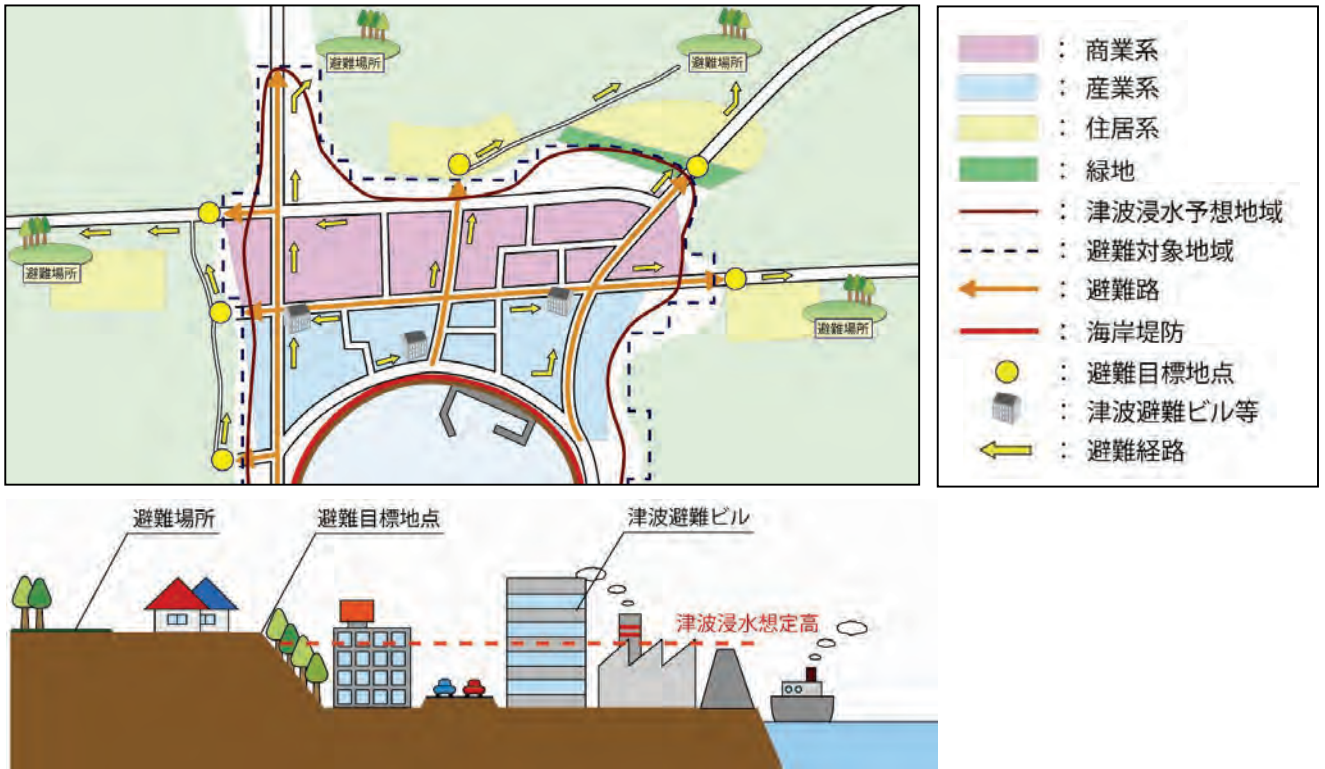 避難場所
避難場所
避難場所
避難場所
： 商業系
： 産業系
： 住居系
： 緑地
： 津波浸水予想地域
： 避難対象地域
： 避難路
： 海岸堤防
： 避難目標地点
： 津波避難ビル等
： 避難経路
避難場所
避難目標地点
津波避難ビル
津波浸水想定高